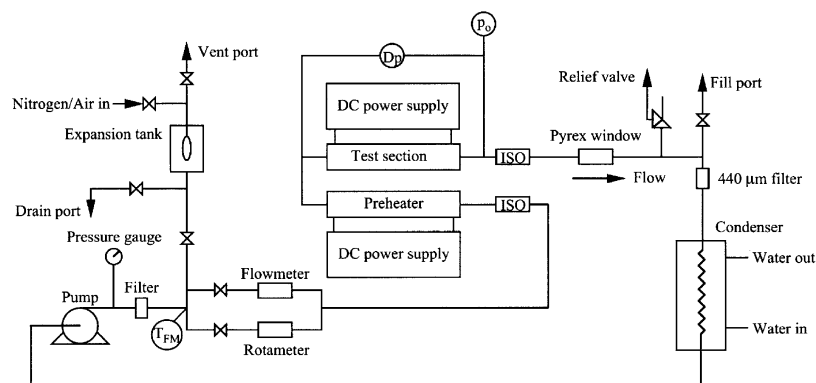 Vent port
Nitrogen/Air in
Expansion tank
Drain port
Pressure gauge
Filter
Pump
T_FM
Flowmeter
Rotameter
Dp
p_o
DC power supply
Test section
ISO
Pyrex window
Flow
Preheater
ISO
DC power supply
Relief valve
Fill port
440 μm filter
Condenser
Water out
Water in